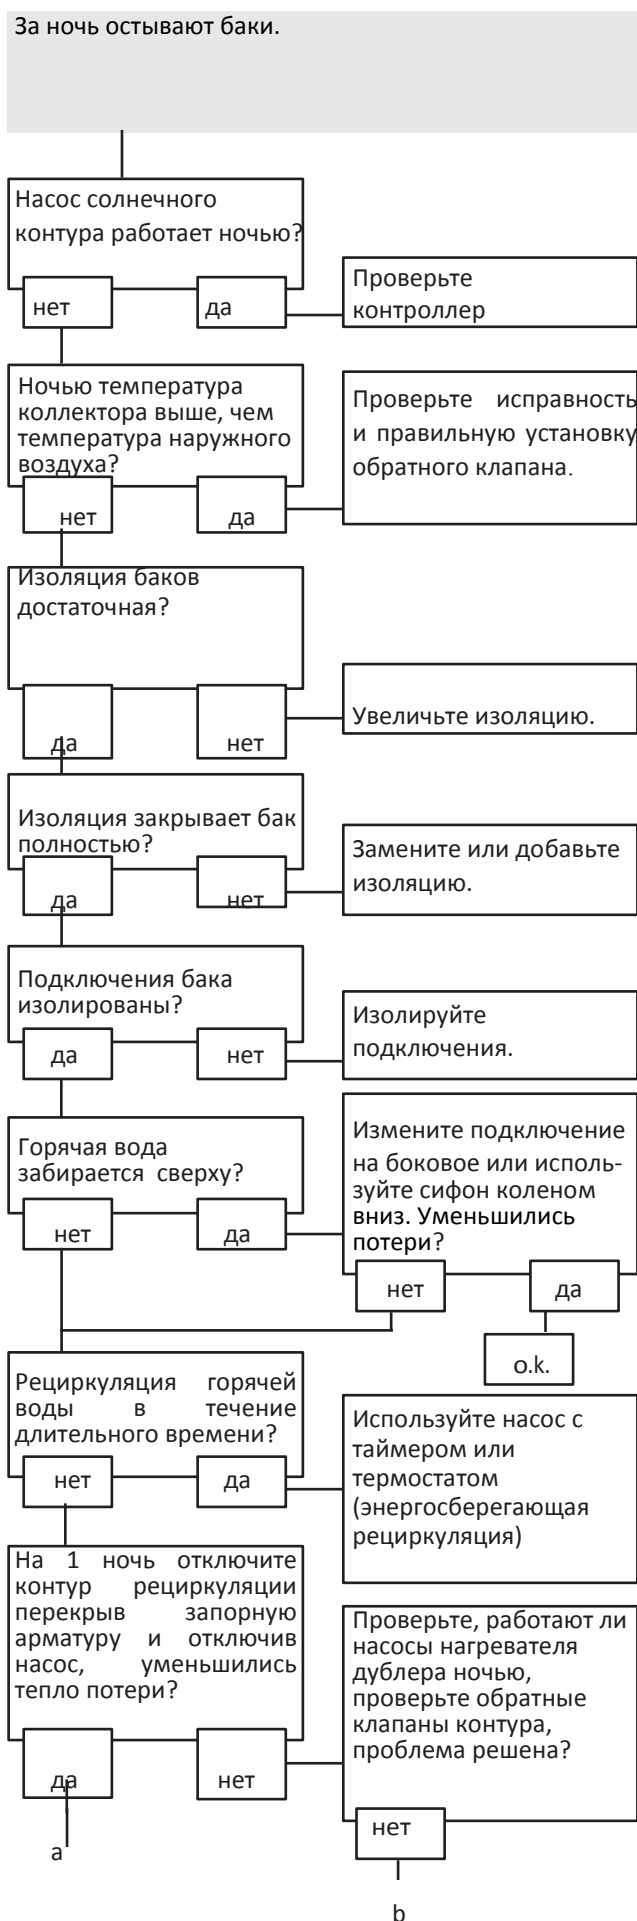 За ночь остывают баки.
Насос солнечного
контура работает ночью?
нет
да
Проверьте
контроллер
Ночью температура
коллектора выше, чем
температура наружного
воздуха?
нет
да
Проверьте исправность
и правильную установку
обратного клапана.
Изоляция баков
достаточная?
да
нет
Увеличьте изоляцию.
Изоляция закрывает бак
полностью?
да
нет
Замените или добавьте
изоляцию.
Подключения бака
изолированы?
да
нет
Изолируйте
подключения.
Горячая вода
забирается сверху?
нет
да
Измените подключение
на боковое или исполь-
зуйте сифон коленом
вниз. Уменьшились
потери?
нет
да
o.k.
Рециркуляция горячей
воды в течение
длительного времени?
нет
да
Используйте насос с
таймером или
термостатом
(энергосберегающая
рециркуляция)
На 1 ночь отключите
контур рециркуляции
перекрыв запорную
арматуру и отключив
насос, уменьшились
тепло потери?
да
нет
a
Проверьте, работают ли
насосы нагревателя
дублера ночью,
проверьте обратные
клапаны контура,
проблема решена?
нет
b